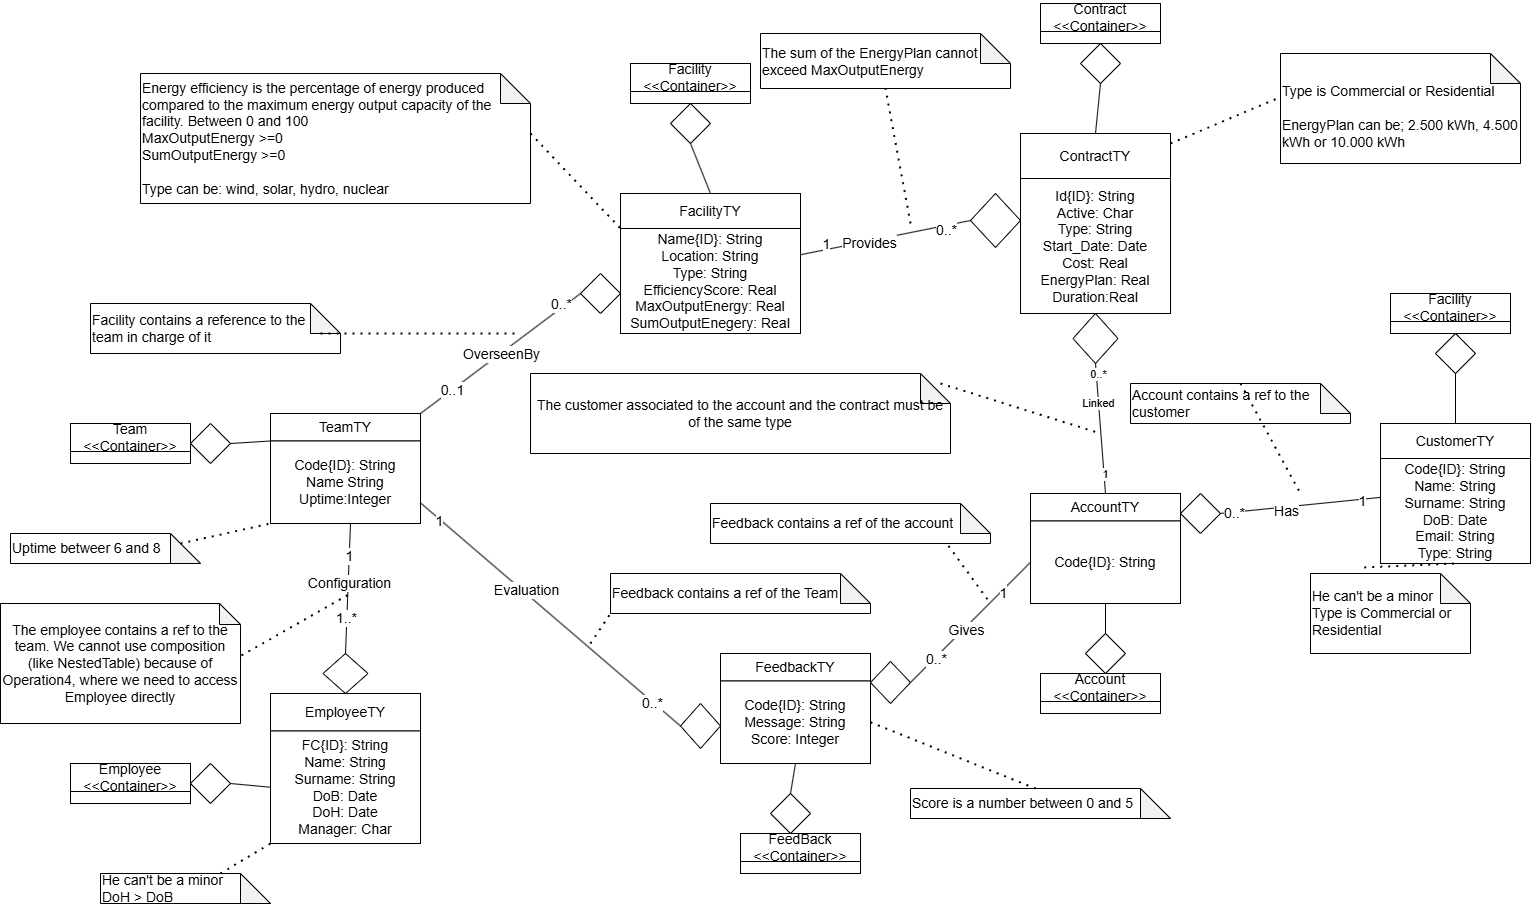 Contract
<<Container>>
The sum of the EnergyPlan cannot
exceed MaxOutputEnergy
Facility
<<Container>>
Energy efficiency is the percentage of energy produced
compared to the maximum energy output capacity of the
facility. Between 0 and 100
MaxOutputEnergy >=0
SumOutputEnergy >=0
Type can be: wind, solar, hydro, nuclear
Type is Commercial or Residential
EnergyPlan can be; 2.500 kWh, 4.500
kWh or 10.000 kWh
ContractTY
Id{ID}: String
Active: Char
Type: String
Start_Date: Date
Cost: Real
EnergyPlan: Real
Duration:Real
FacilityTY
Name{ID}: String
Location: String
Type: String
EfficiencyScore: Real
MaxOutputEnergy: Real
SumOutputEnegery: Real
1
Provides
0..*
0..*
OverseenBy
0..1
Facility contains a reference to the
team in charge of it
Facility
<<Container>>
0..*
Linked
1
The customer associated to the account and the contract must be
of the same type
Account contains a ref to the
customer
Team
<<Container>>
TeamTY
Code{ID}: String
Name String
Uptime:Integer
CustomerTY
Code{ID}: String
Name: String
Surname: String
DoB: Date
Email: String
Type: String
AccountTY
Code{ID}: String
0..*
Has
1
Uptime betweer 6 and 8
1
Configuration
1..*
1
Evaluation
0..*
Feedback contains a ref of the account
Feedback contains a ref of the Team
1
Gives
0..*
He can't be a minor
Type is Commercial or
Residential
The employee contains a ref to the
team. We cannot use composition
(like NestedTable) because of
Operation4, where we need to access
Employee directly
FeedbackTY
Code{ID}: String
Message: String
Score: Integer
Account
<<Container>>
EmployeeTY
FC{ID}: String
Name: String
Surname: String
DoB: Date
DoH: Date
Manager: Char
Employee
<<Container>>
Score is a number between 0 and 5
FeedBack
<<Container>>
He can't be a minor
DoH > DoB